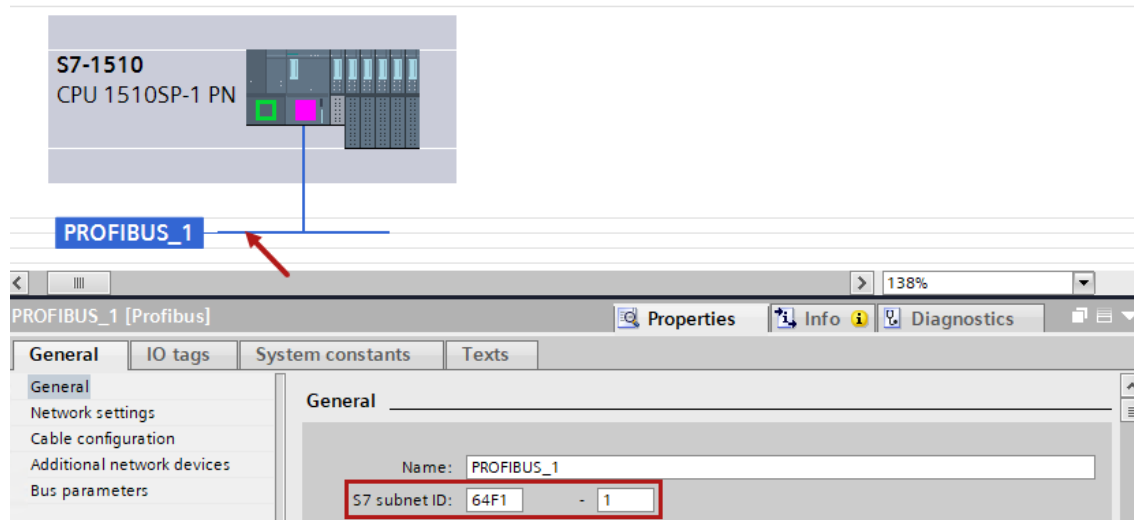 S7-1510
CPU 1510SP-1 PN
PROFIBUS_1
138%
PROFIBUS_1 [Profibus]
Properties
Info
Diagnostics
General
IO tags
System constants
Texts
General
Network settings
Cable configuration
Additional network devices
Bus parameters
General
Name: PROFIBUS_1
S7 subnet ID: 64F1 - 1